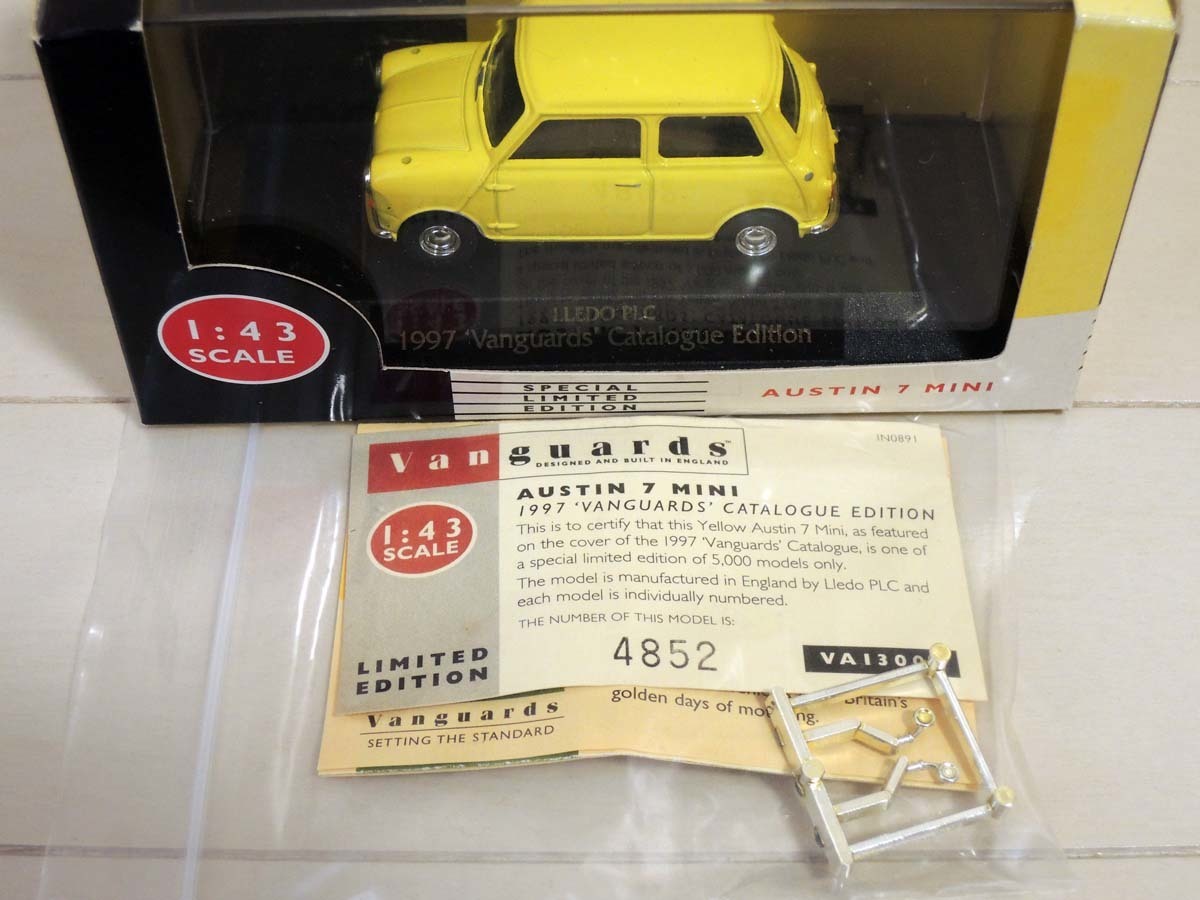 LLEDO PLC
1997 'Vanguards' Catalogue Edition
1:43
SCALE
SPECIAL
LIMITED
EDITION
AUSTIN 7 MINI
Vanguards™
DESIGNED AND BUILT IN ENGLAND
IN0891
1:43
SCALE
AUSTIN 7 MINI
1997 'VANGUARDS' CATALOGUE EDITION
This is to certify that this Yellow Austin 7 Mini, as featured
on the cover of the 1997 'Vanguards' Catalogue, is one of
a special limited edition of 5,000 models only.
The model is manufactured in England by Lledo PLC and
each model is individually numbered.
THE NUMBER OF THIS MODEL IS:
4852
LIMITED
EDITION
Vanguards
SETTING THE STANDARD
Britain's
golden days of